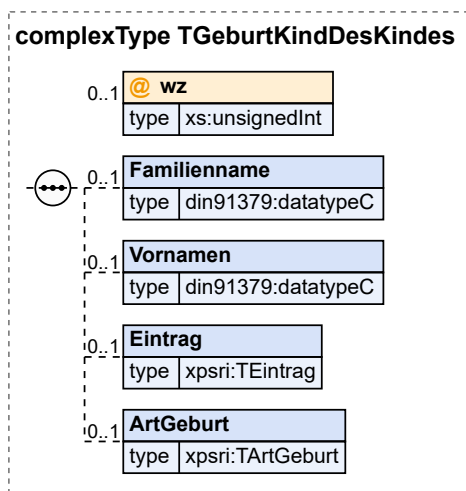 complexType TGeburtKindDesKindes
0..1 @ wz
type xs:unsignedInt
0..1 Familienname
type din91379:datatypeC
0..1 Vornamen
type din91379:datatypeC
0..1 Eintrag
type xpsri:TEintrag
0..1 ArtGeburt
type xpsri:TArtGeburt